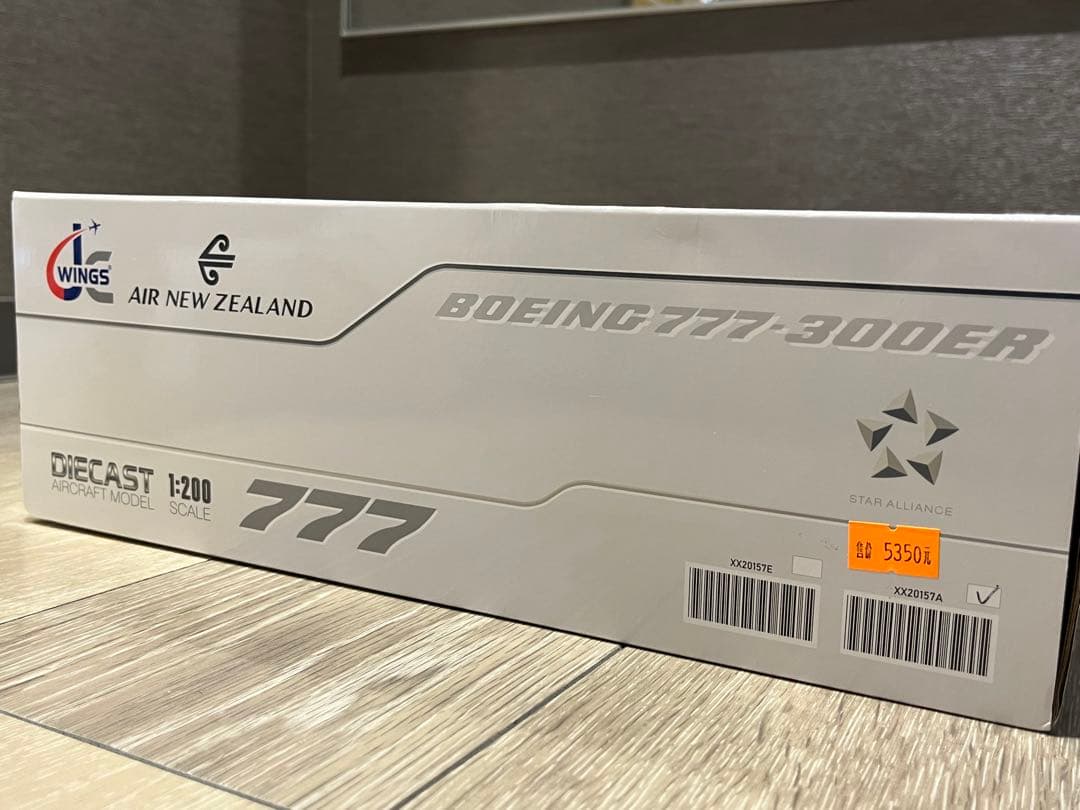 JC
WINGS
AIR NEW ZEALAND
BOEING 777-300ER
STAR ALLIANCE
DIECAST
AIRCRAFT MODEL
1:200
SCALE
777
售價 5350元
XX20157E
XX20157A